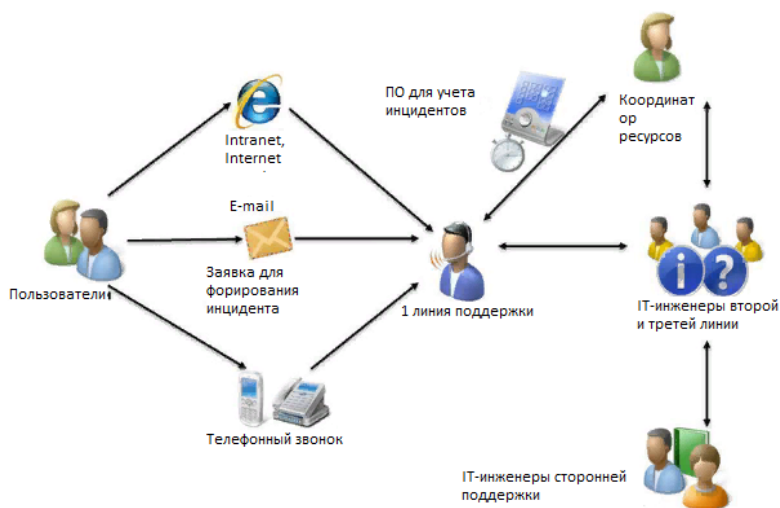 ПО для учета
инцидентов
Координат
ор
ресурсов
Intranet,
Internet
E-mail
Заявка для
форирования
инцидента
Пользователи
1 линия поддержки
IT-инженеры второй
и третей линии
Телефонный звонок
IT-инженеры сторонней
поддержки